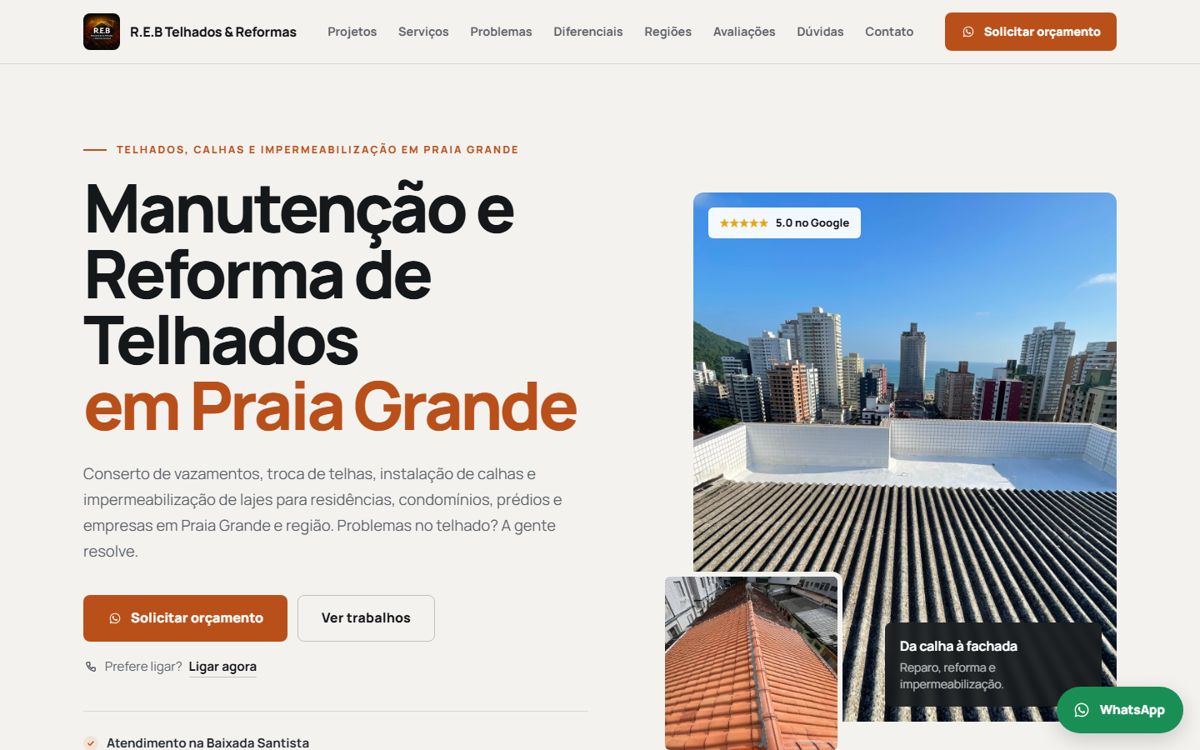 R.E.B
R.E.B Telhados & Reformas
Projetos
Serviços
Problemas
Diferenciais
Regiões
Avaliações
Dúvidas
Contato
Solicitar orçamento
TELHADOS, CALHAS E IMPERMEABILIZAÇÃO EM PRAIA GRANDE
Manutenção e
Reforma de
Telhados
em Praia Grande
Conserto de vazamentos, troca de telhas, instalação de calhas e
impermeabilização de lajes para residências, condomínios, prédios e
empresas em Praia Grande e região. Problemas no telhado? A gente
resolve.
Solicitar orçamento
Ver trabalhos
Prefere ligar? Ligar agora
Atendimento na Baixada Santista
5.0 no Google
Da calha à fachada
Reparo, reforma e
impermeabilização.
WhatsApp